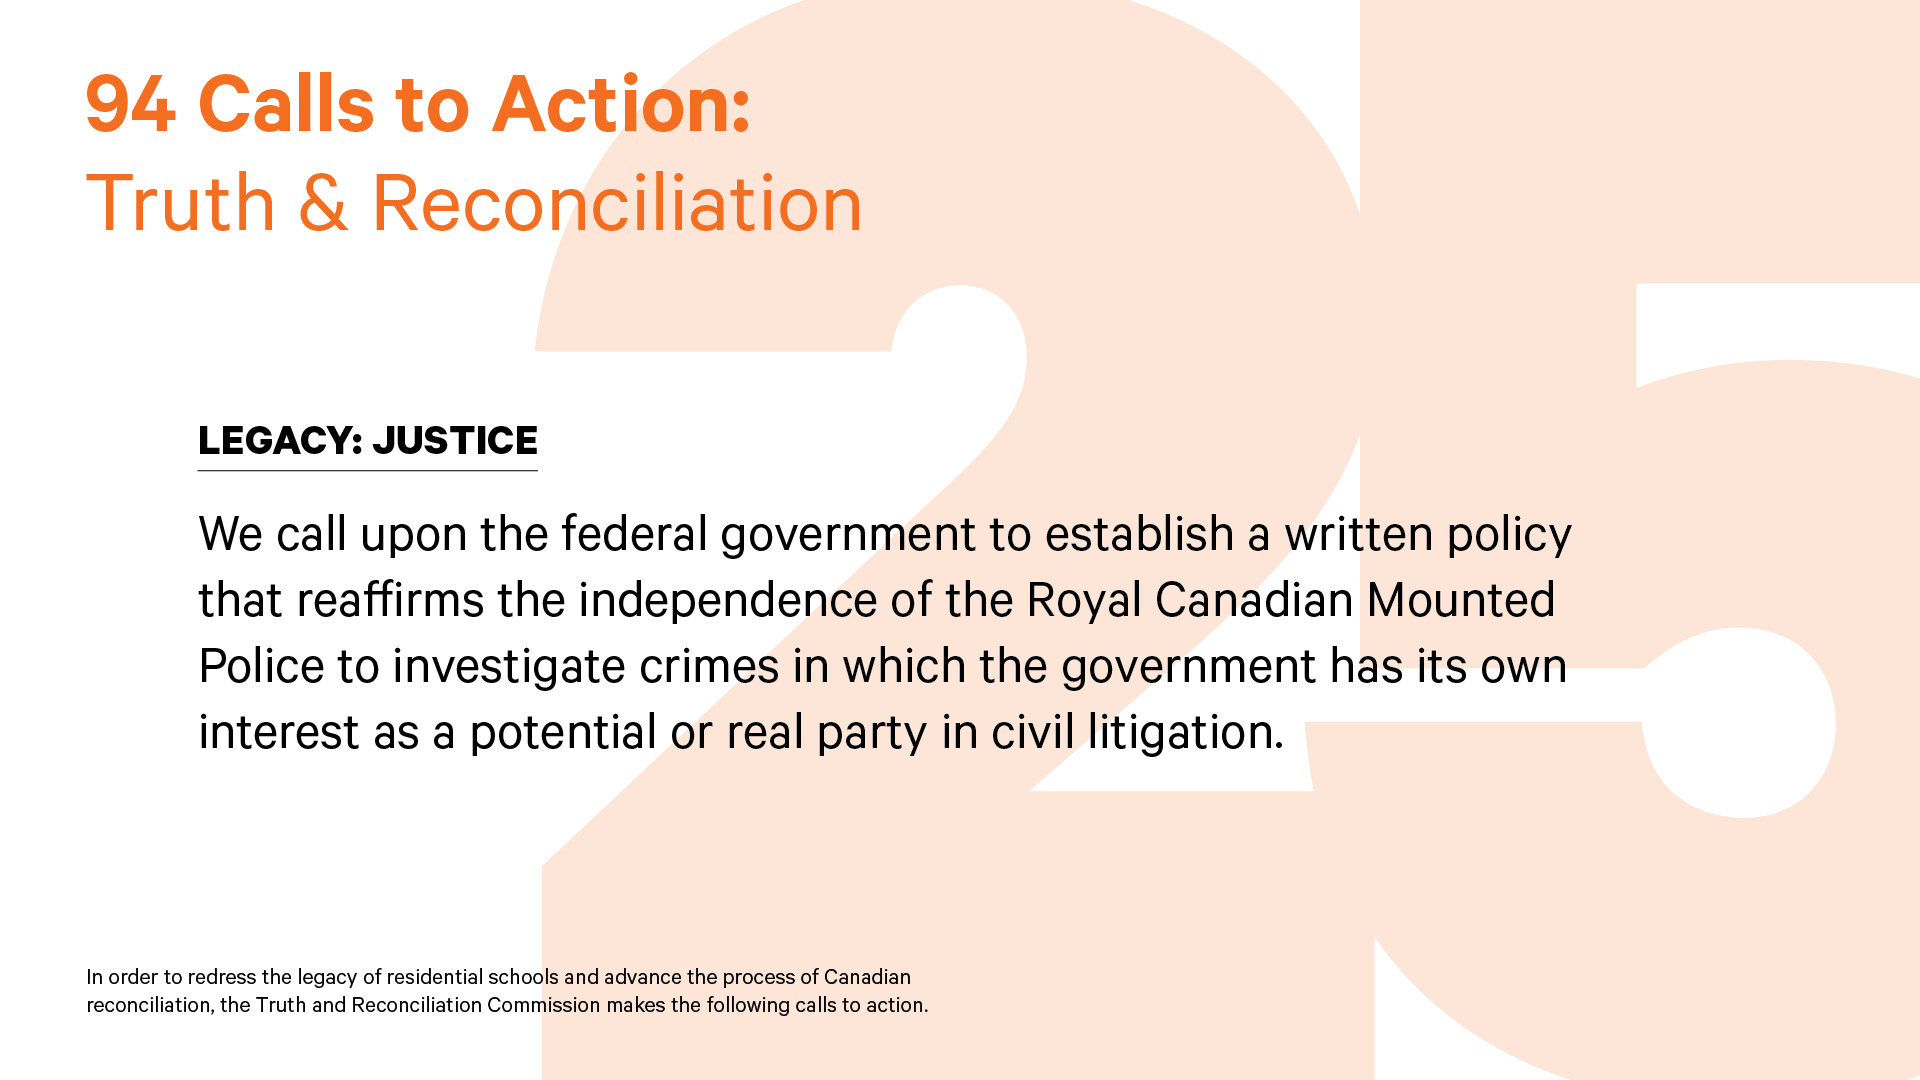 94 Calls to Action:
Truth & Reconciliation
25
LEGACY: JUSTICE
We call upon the federal government to establish a written policy
that reaffirms the independence of the Royal Canadian Mounted
Police to investigate crimes in which the government has its own
interest as a potential or real party in civil litigation.
In order to redress the legacy of residential schools and advance the process of Canadian
reconciliation, the Truth and Reconciliation Commission makes the following calls to action.